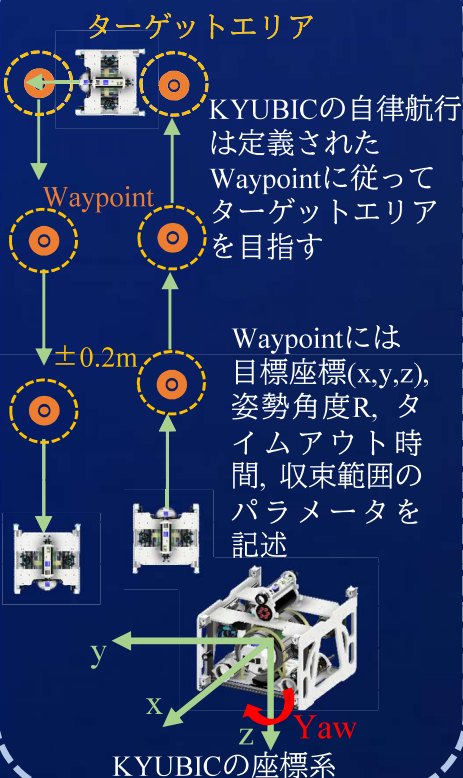 ターゲットエリア
KYUBICの自律航行
は定義された
Waypointに従って
ターゲットエリア
を目指す
Waypoint
±0.2m
Waypointには
目標座標(x,y,z),
姿勢角度R, タ
イムアウト時
間, 収束範囲の
パラメータを
記述
y
x
z
Yaw
KYUBICの座標系